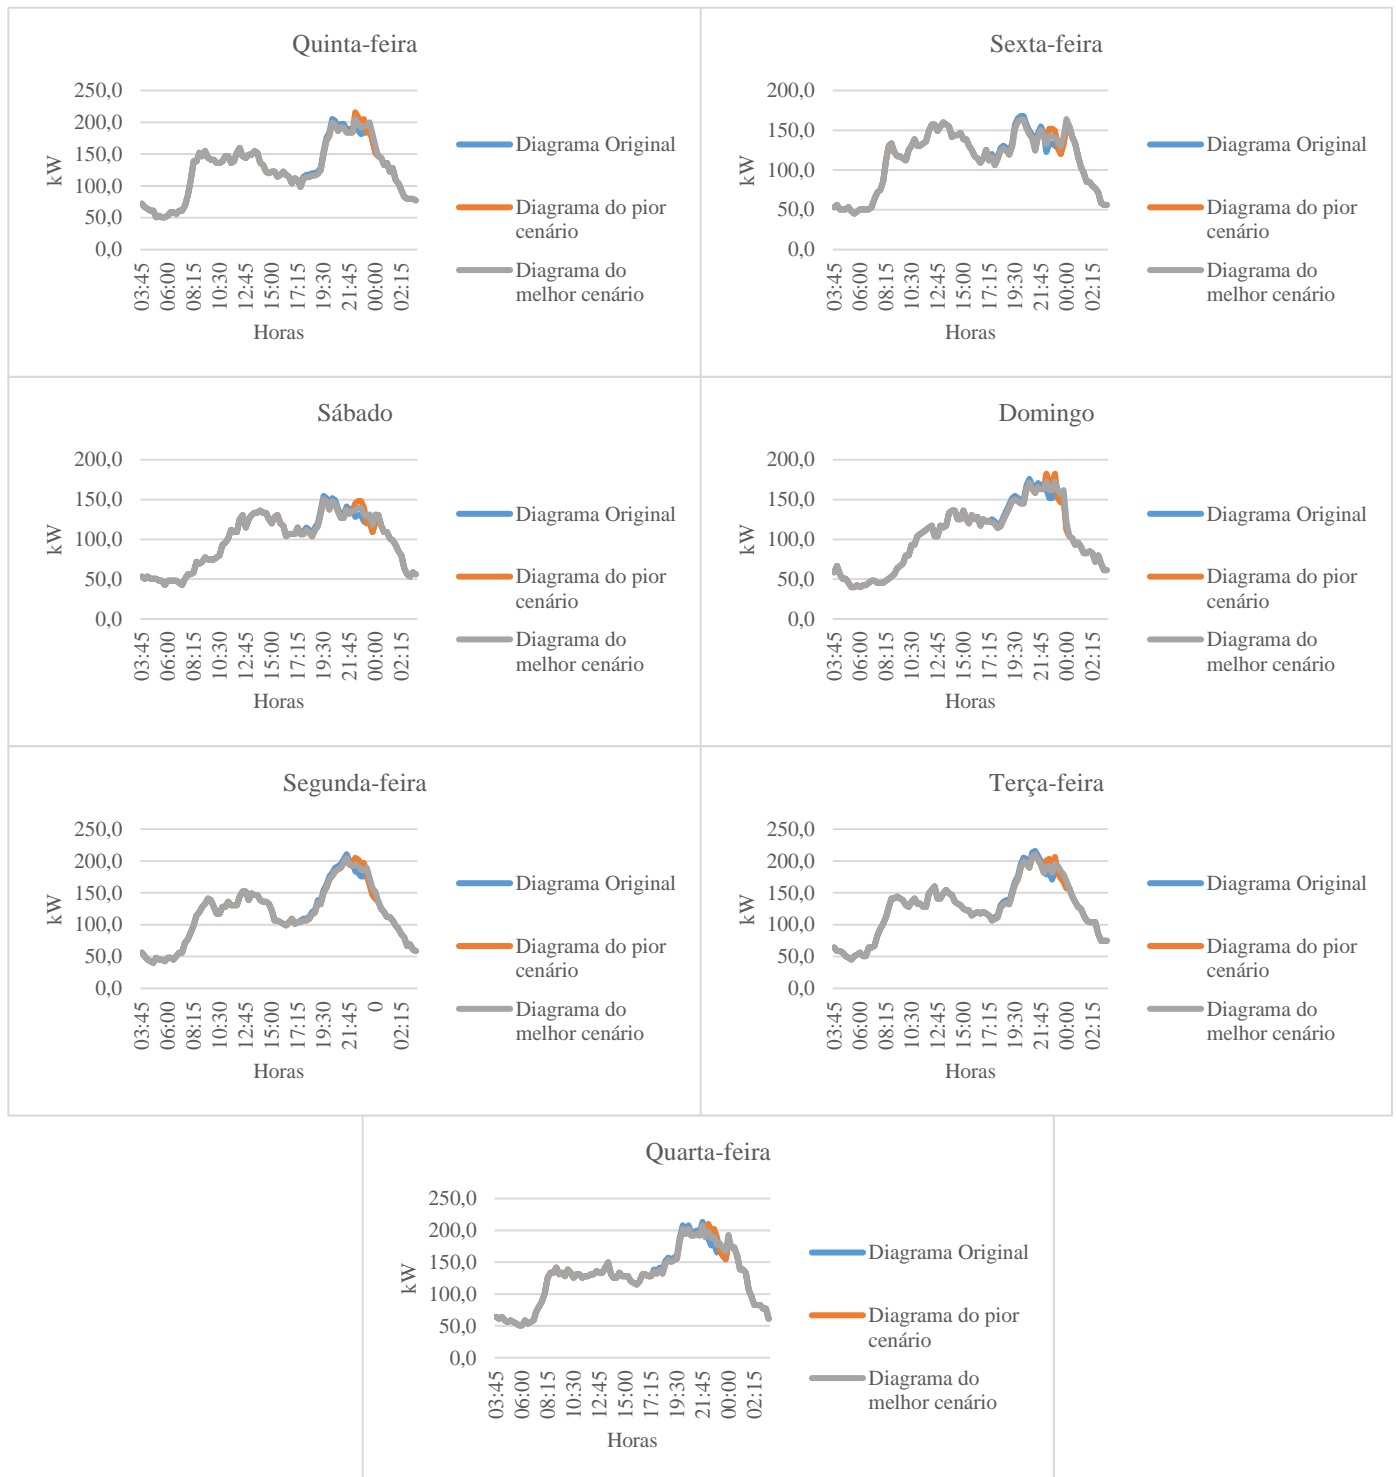 Quinta-feira
250,0
200,0
150,0
100,0
50,0
0,0
kW
03:45
06:00
08:15
10:30
12:45
15:00
17:15
19:30
21:45
00:00
02:15
Horas
Diagrama Original
Diagrama do pior
cenário
Diagrama do
melhor cenário
Sexta-feira
200,0
150,0
100,0
50,0
0,0
kW
03:45
06:00
08:15
10:30
12:45
15:00
17:15
19:30
21:45
00:00
02:15
Horas
Diagrama Original
Diagrama do pior
cenário
Diagrama do
melhor cenário
Sábado
200,0
150,0
100,0
50,0
0,0
kW
03:45
06:00
08:15
10:30
12:45
15:00
17:15
19:30
21:45
00:00
02:15
Horas
Diagrama Original
Diagrama do pior
cenário
Diagrama do
melhor cenário
Domingo
200,0
150,0
100,0
50,0
0,0
kW
03:45
06:00
08:15
10:30
12:45
15:00
17:15
19:30
21:45
00:00
02:15
Horas
Diagrama Original
Diagrama do pior
cenário
Diagrama do
melhor cenário
Segunda-feira
250,0
200,0
150,0
100,0
50,0
0,0
kW
03:45
06:00
08:15
10:30
12:45
15:00
17:15
19:30
21:45
0
02:15
Horas
Diagrama Original
Diagrama do pior
cenário
Diagrama do
melhor cenário
Terça-feira
250,0
200,0
150,0
100,0
50,0
0,0
kW
03:45
06:00
08:15
10:30
12:45
15:00
17:15
19:30
21:45
00:00
02:15
Horas
Diagrama Original
Diagrama do pior
cenário
Diagrama do
melhor cenário
Quarta-feira
250,0
200,0
150,0
100,0
50,0
0,0
kW
03:45
06:00
08:15
10:30
12:45
15:00
17:15
19:30
21:45
00:00
02:15
Horas
Diagrama Original
Diagrama do pior
cenário
Diagrama do
melhor cenário